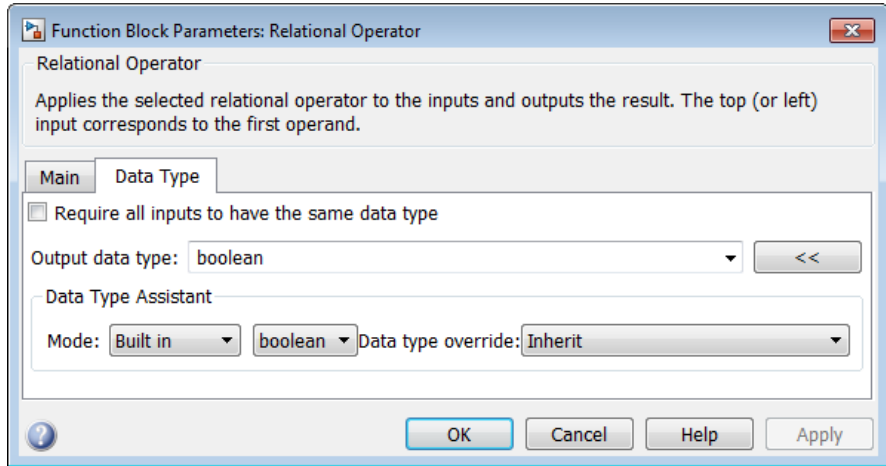 Function Block Parameters: Relational Operator
Relational Operator
Applies the selected relational operator to the inputs and outputs the result. The top (or left)
input corresponds to the first operand.
Main Data Type
Require all inputs to have the same data type
Output data type: boolean <<
Data Type Assistant
Mode: Built in boolean Data type override: Inherit
OK Cancel Help Apply